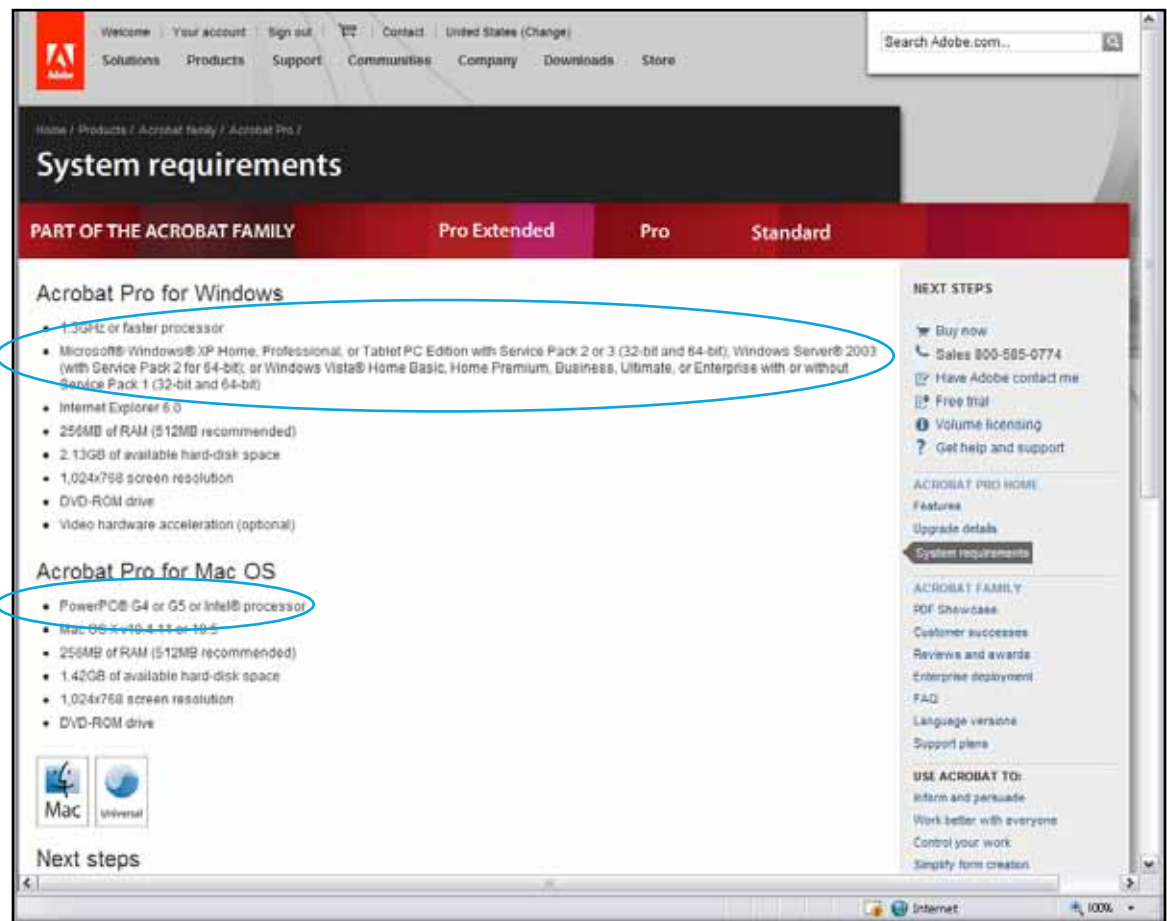 Welcome | Your account | Sign out | Contact | United States (Change)
Search Adobe.com...
Adobe
Solutions Products Support Communities Company Downloads Store
Home / Products / Acrobat family / Acrobat Pro /
System requirements
PART OF THE ACROBAT FAMILY Pro Extended Pro Standard
Acrobat Pro for Windows
• 1.3GHz or faster processor
• Microsoft® Windows® XP Home, Professional, or Tablet PC Edition with Service Pack 2 or 3 (32-bit and 64-bit); Windows Server® 2003
(with Service Pack 2 for 64-bit); or Windows Vista® Home Basic, Home Premium, Business, Ultimate, or Enterprise with or without
Service Pack 1 (32-bit and 64-bit)
• Internet Explorer 6.0
• 256MB of RAM (512MB recommended)
• 2.13GB of available hard-disk space
• 1,024x768 screen resolution
• DVD-ROM drive
• Video hardware acceleration (optional)
Acrobat Pro for Mac OS
• PowerPC® G4 or G5 or Intel® processor
• Mac OS X v10.4.11 or 10.5
• 256MB of RAM (512MB recommended)
• 1.42GB of available hard-disk space
• 1,024x768 screen resolution
• DVD-ROM drive
Mac Universal
Next steps
NEXT STEPS
Buy now
Sales 800-585-0774
Have Adobe contact me
Free trial
Volume licensing
Get help and support
ACROBAT PRO HOME
Features
Upgrade details
System requirements
ACROBAT FAMILY
PDF Showcase
Customer successes
Reviews and awards
Enterprise deployment
FAQ
Language versions
Support plans
USE ACROBAT TO:
Inform and persuade
Work better with everyone
Control your work
Simplify form creation
Internet 100%